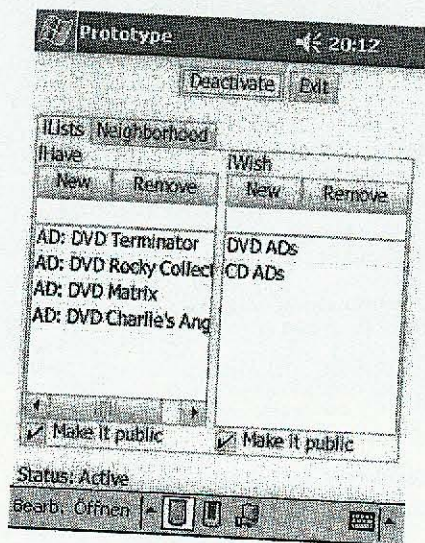 Prototype 20:12
Deactivate Exit
iLists Neighborhood
iHave iWish
New Remove New Remove
AD: DVD Terminator DVD ADs
AD: DVD Rocky Collect CD ADs
AD: DVD Matrix
AD: DVD Charlie's Ang
Make it public Make it public
Status: Active
Bearb. Öffnen